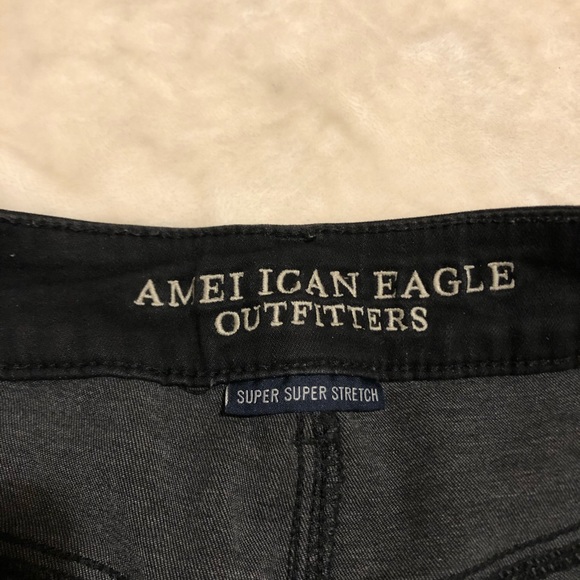 AMEI ICAN EAGLE
OUTFITTERS
SUPER SUPER STRETCH